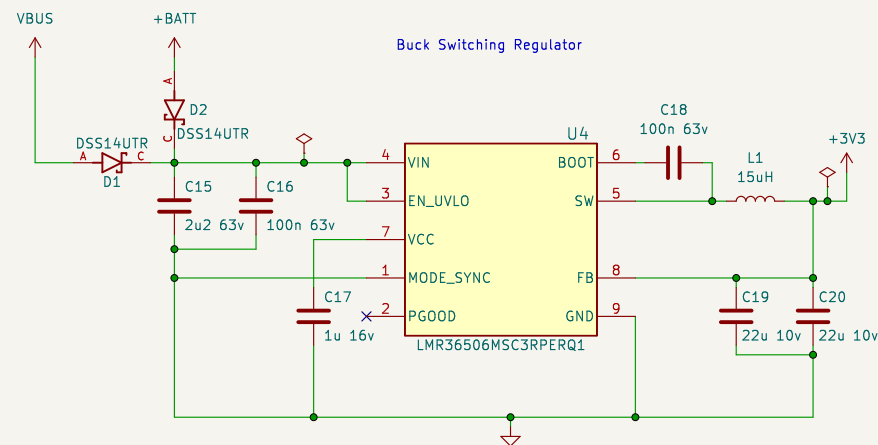 VBUS
+BATT
Buck Switching Regulator
A
D2
C
DSS14UTR
DSS14UTR
A
C
D1
C15
2u2 63v
C16
100n 63v
C17
1u 16v
U4
4
VIN
3
EN_UVLO
7
VCC
1
MODE_SYNC
2
PGOOD
BOOT
6
SW
5
FB
8
GND
9
LMR36506MSC3RPERQ1
C18
100n 63v
L1
15uH
+3V3
C19
22u 10v
C20
22u 10v